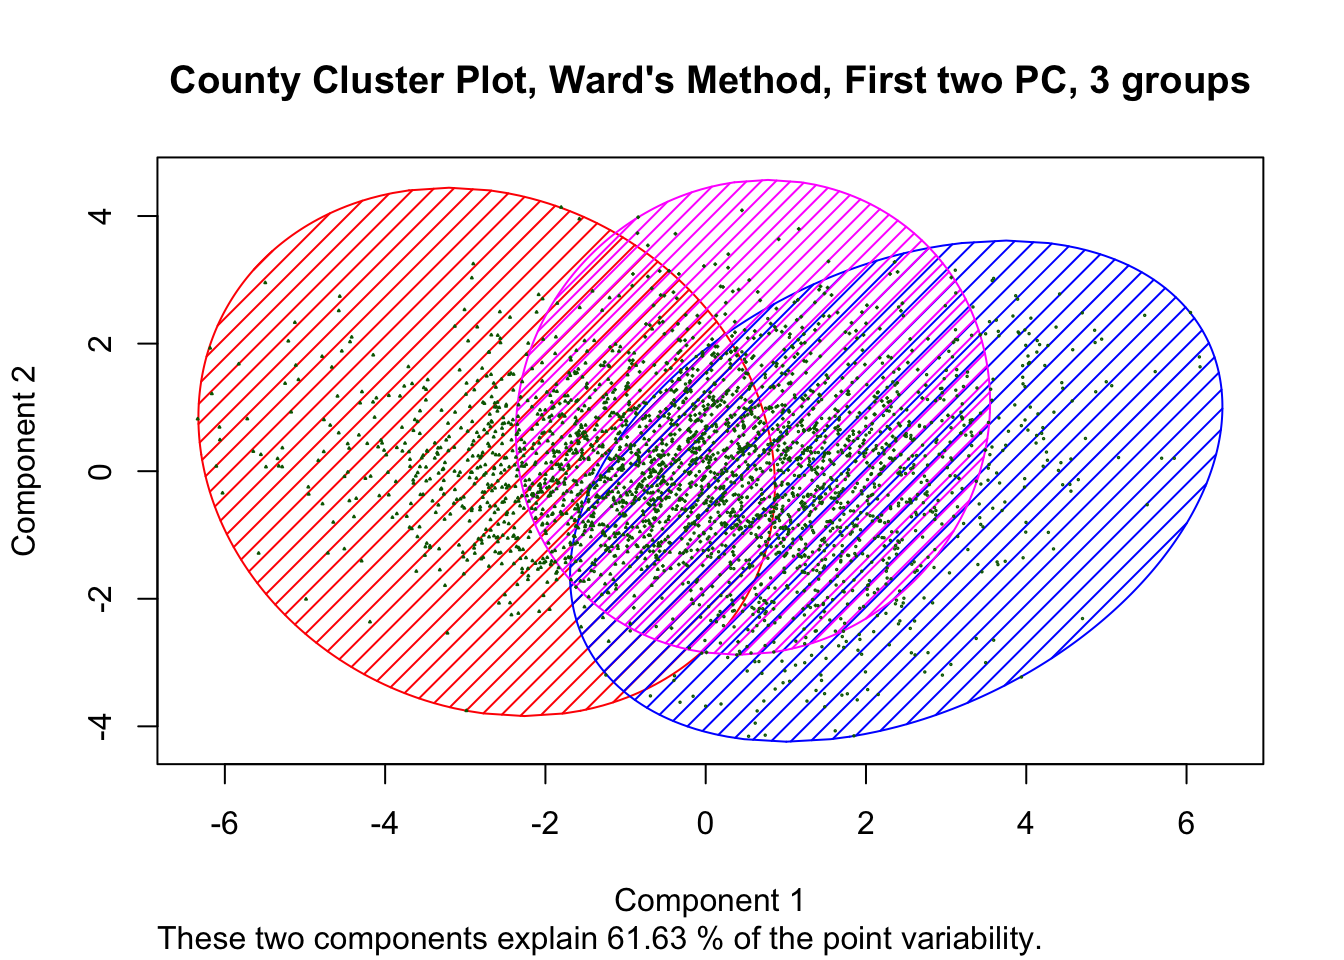 County Cluster Plot, Ward's Method, First two PC, 3 groups
Component 2
4
2
0
-2
-4
-6 -4 -2 0 2 4 6
Component 1
These two components explain 61.63 % of the point variability.